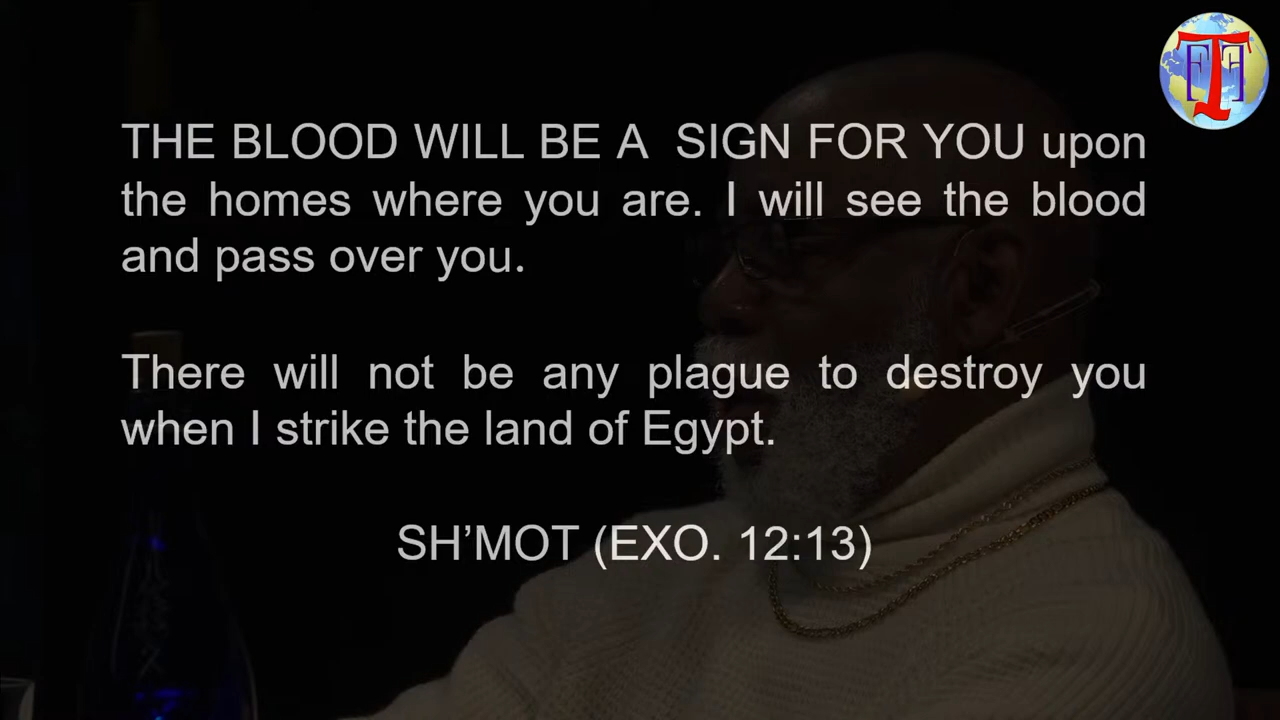 THE BLOOD WILL BE A SIGN FOR YOU upon
the homes where you are. I will see the blood
and pass over you.
There will not be any plague to destroy you
when I strike the land of Egypt.
SH’MOT (EXO. 12:13)